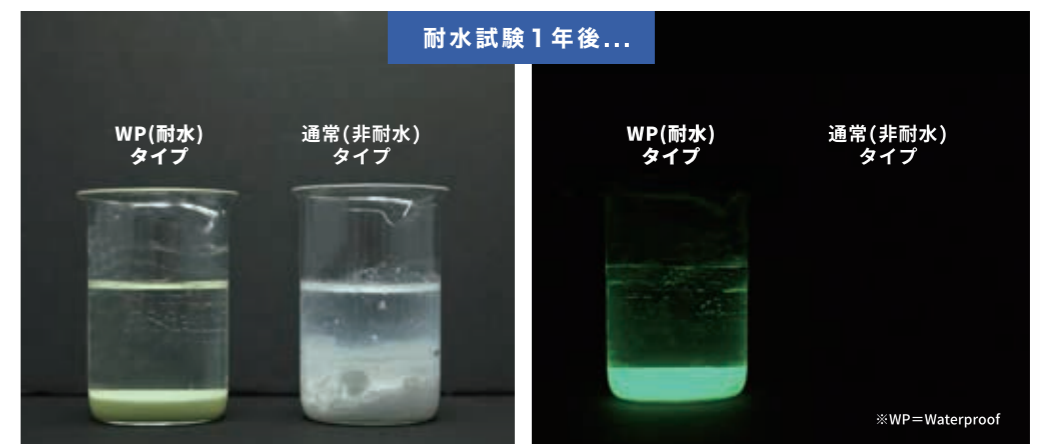 耐水試験1年後...
WP(耐水)
タイプ
通常(非耐水)
タイプ
WP(耐水)
タイプ
通常(非耐水)
タイプ
※WP=Waterproof